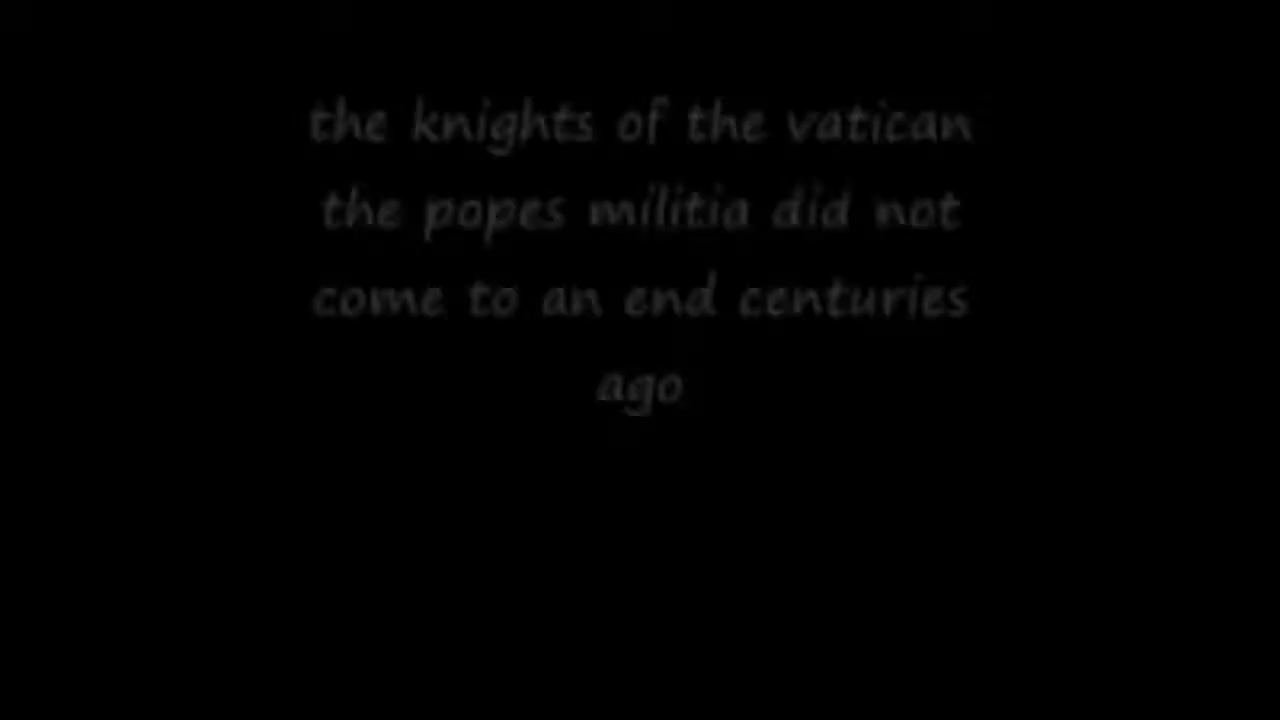 the knights of the vatican
the popes militia did not
come to an end centuries
ago